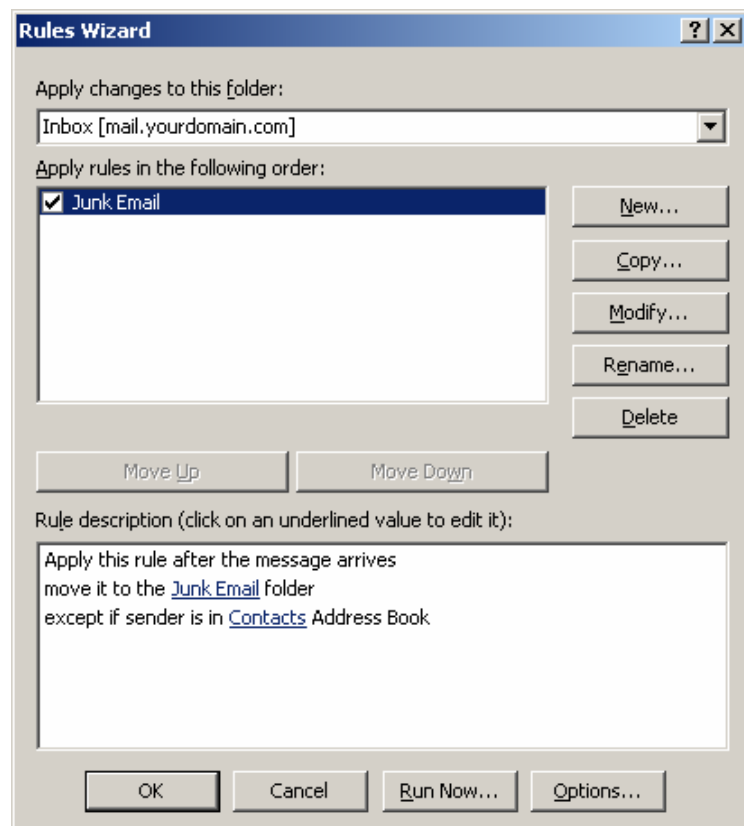 Rules Wizard
Apply changes to this folder:
Inbox [mail.yourdomain.com]
Apply rules in the following order:
Junk Email
New...
Copy...
Modify...
Rename...
Delete
Move Up
Move Down
Rule description (click on an underlined value to edit it):
Apply this rule after the message arrives
move it to the Junk Email folder
except if sender is in Contacts Address Book
OK
Cancel
Run Now...
Options...